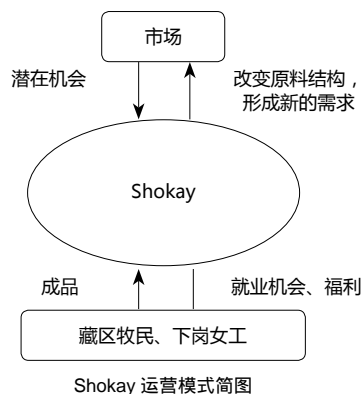 市场
潜在机会
改变原料结构，
形成新的需求
Shokay
成品
就业机会、福利
藏区牧民、下岗女工
Shokay 运营模式简图